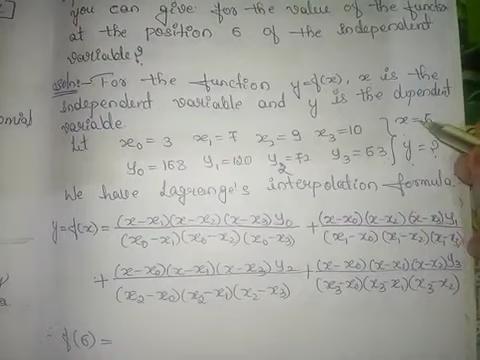 you can give for the value of the functi
at the position 6 of the independent
variable?
Soln:- For the function y=f(x), x is the
independent variable and y is the dependent
variable
Let x₀ = 3 x₁ = 7 x₂ = 9 x₃ = 10 } x=
y₀ = 168 y₁ = 120 y₂ = 72 y₃ = 63 } y = ?
We have Lagrange's interpolation formula.
y=f(x) = (x-x₁)(x-x₂)(x-x₃)y₀ / (x₀-x₁)(x₀-x₂)(x₀-x₃) + (x-x₀)(x-x₂)(x-x₃)y₁ / (x₁-x₀)(x₁-x₂)(x₁-x₃)
+ (x-x₀)(x-x₁)(x-x₃)y₂ / (x₂-x₀)(x₂-x₁)(x₂-x₃) + (x-x₀)(x-x₁)(x-x₂)y₃ / (x₃-x₀)(x₃-x₁)(x₃-x₂)
f(6) =